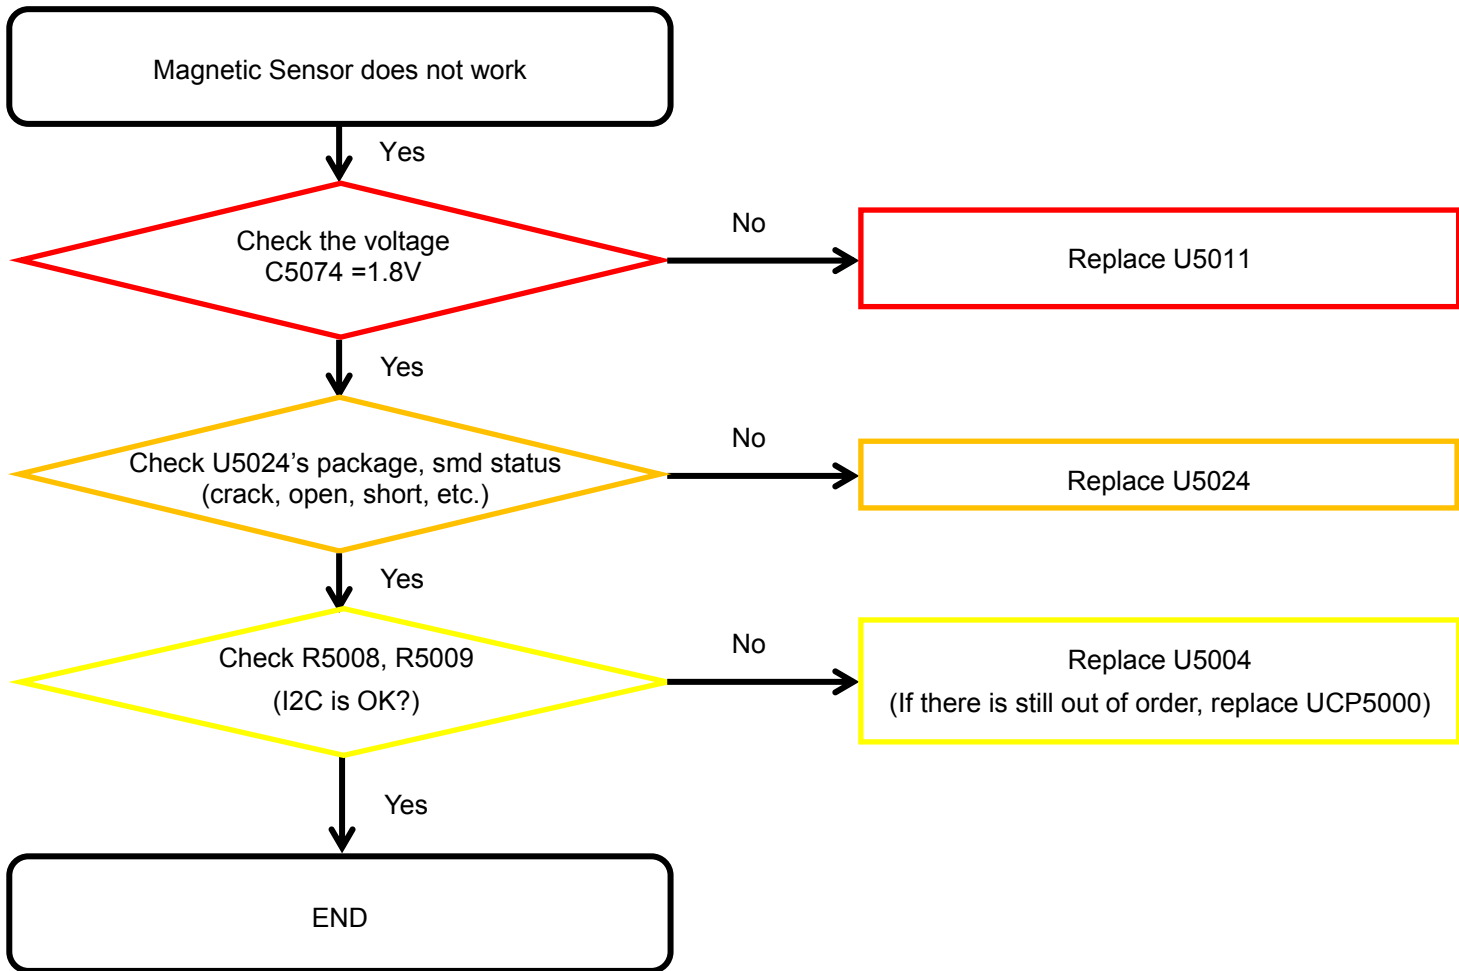 Magnetic Sensor does not work
Yes
Check the voltage
C5074 =1.8V
No
Replace U5011
Yes
Check U5024’s package, smd status
(crack, open, short, etc.)
No
Replace U5024
Yes
Check R5008, R5009
(I2C is OK?)
No
Replace U5004
(If there is still out of order, replace UCP5000)
Yes
END